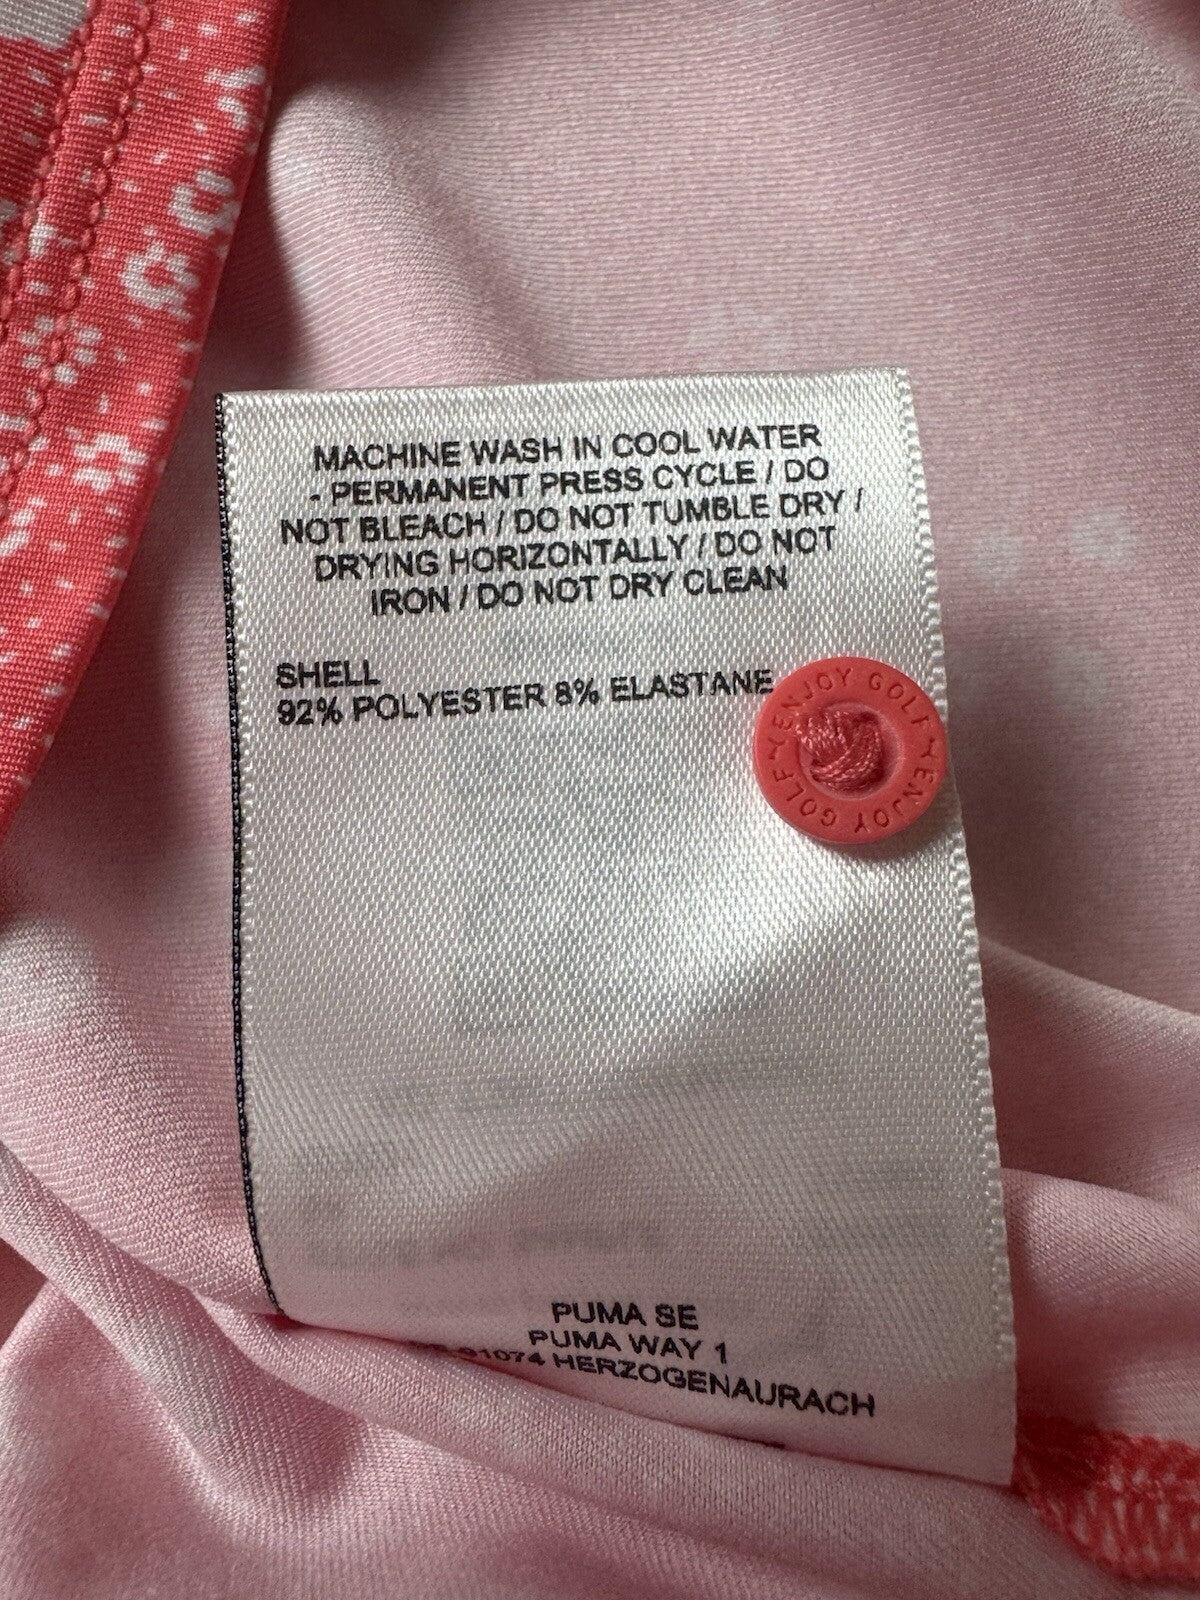 MACHINE WASH IN COOL WATER
- PERMANENT PRESS CYCLE / DO
NOT BLEACH / DO NOT TUMBLE DRY /
DRYING HORIZONTALLY / DO NOT
IRON / DO NOT DRY CLEAN
SHELL
92% POLYESTER 8% ELASTANE
ENJOY GOLF ENJOY GOLF
PUMA SE
PUMA WAY 1
91074 HERZOGENAURACH